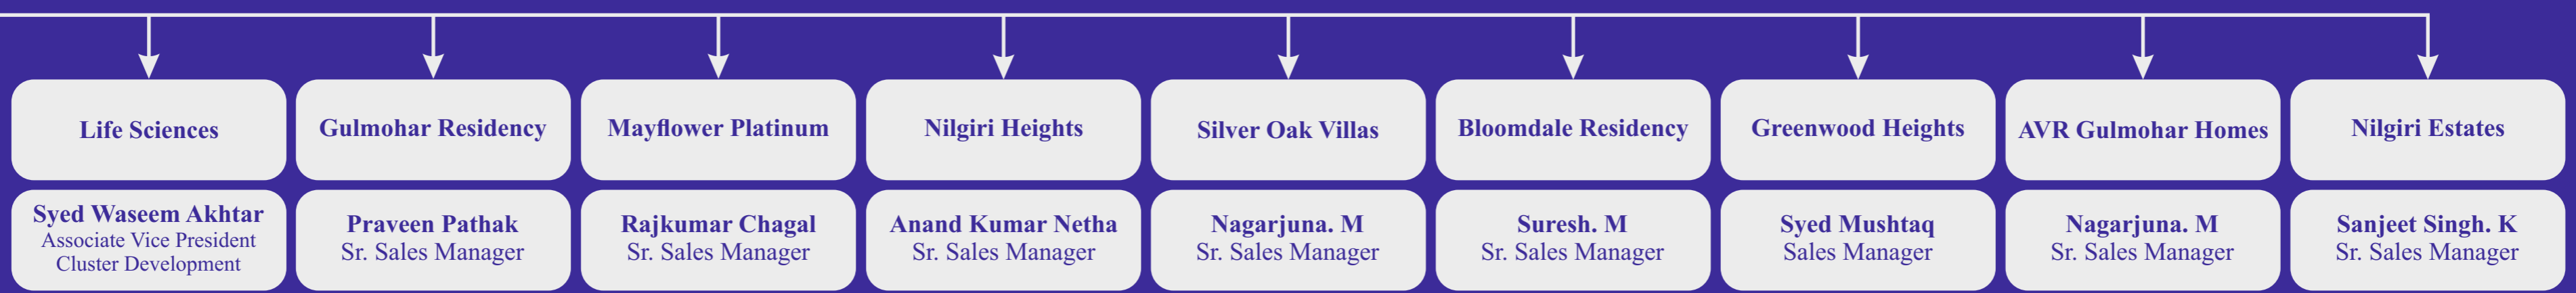 Life Sciences
Gulmohar Residency
Mayflower Platinum
Nilgiri Heights
Silver Oak Villas
Bloomdale Residency
Greenwood Heights
AVR Gulmohar Homes
Nilgiri Estates
Syed Waseem Akhtar
Associate Vice President
Cluster Development
Praveen Pathak
Sr. Sales Manager
Rajkumar Chagal
Sr. Sales Manager
Anand Kumar Netha
Sr. Sales Manager
Nagarjuna. M
Sr. Sales Manager
Suresh. M
Sr. Sales Manager
Syed Mushtaq
Sales Manager
Nagarjuna. M
Sr. Sales Manager
Sanjeet Singh. K
Sr. Sales Manager